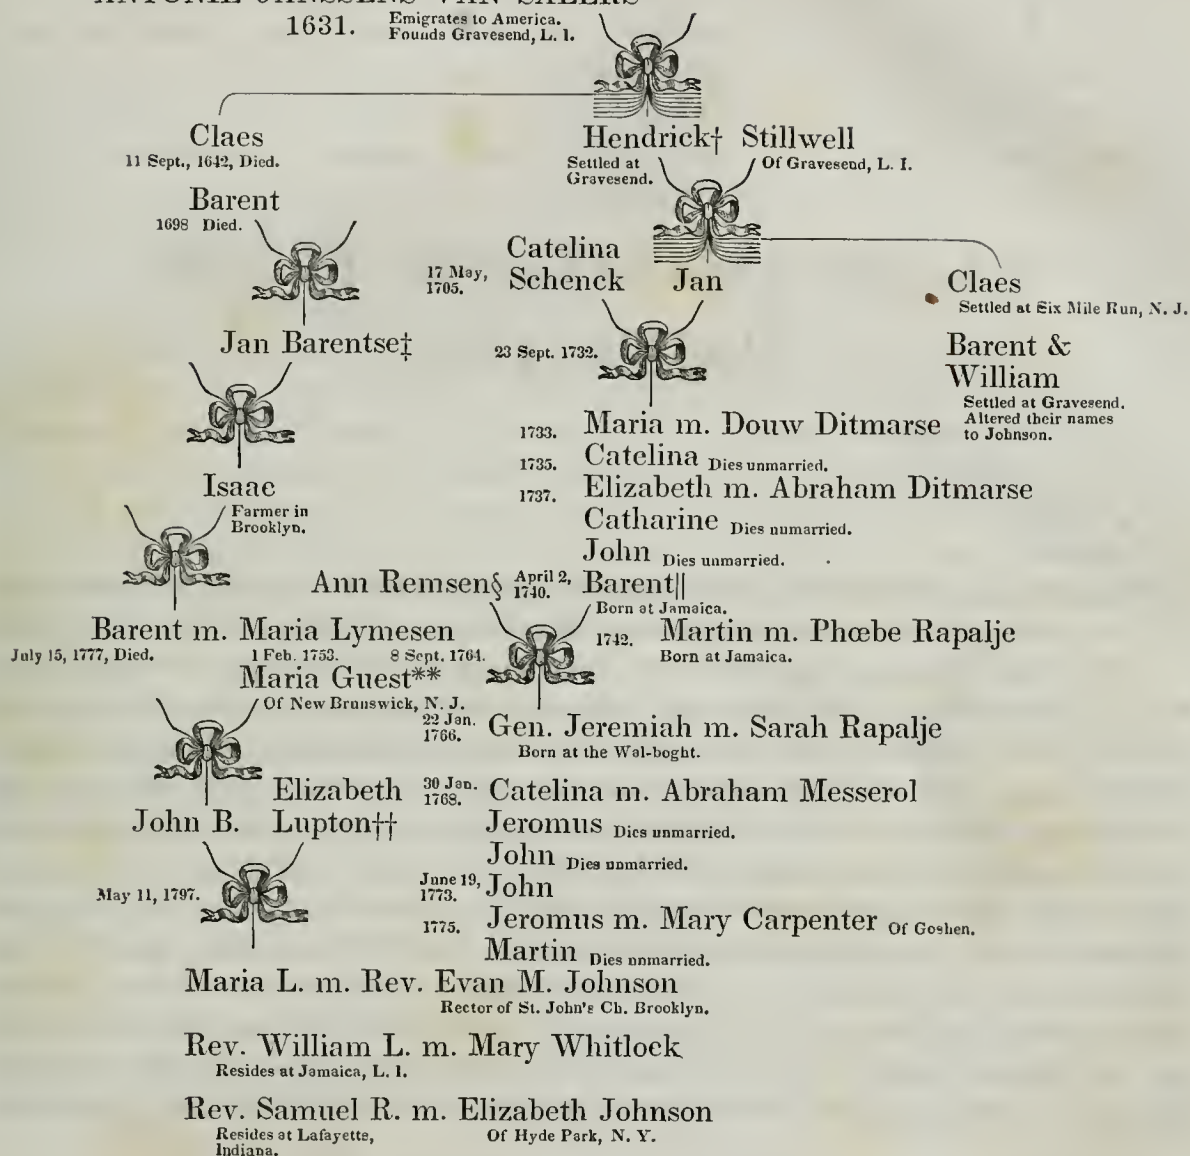 ANTONIE JANSSENS VAN SALERS
1631. Emigrates to America.
Founds Gravesend, L. I.
Claes
11 Sept., 1642, Died.
Hendrick† Stillwell
Settled at Gravesend.
Of Gravesend, L. I.
Barent
1698 Died.
Catelina
Schenck
17 May, 1705.
Jan
Claes
Settled at Six Mile Run, N. J.
Jan Barentse‡
23 Sept. 1732.
Barent &
William
Settled at Gravesend.
Altered their names
to Johnson.
1733. Maria m. Douw Ditmarse
1735. Catelina Dies unmarried.
1737. Elizabeth m. Abraham Ditmarse
Catharine Dies unmarried.
John Dies unmarried.
Isaac
Farmer in
Brooklyn.
Ann Remsen§ April 2, 1740. Barent||
Born at Jamaica.
Barent m. Maria Lymesen
July 15, 1777, Died. 1 Feb. 1753. 8 Sept. 1764.
1742. Martin m. Phœbe Rapalje
Born at Jamaica.
Maria Guest**
Of New Brunswick, N. J.
22 Jan. 1766. Gen. Jeremiah m. Sarah Rapalje
Born at the Wal-boght.
Elizabeth
John B. Lupton††
30 Jan. 1768. Catelina m. Abraham Messerol
Jeromus Dies unmarried.
John Dies unmarried.
May 11, 1797.
June 19, 1773. John
1775. Jeromus m. Mary Carpenter Of Goshen.
Martin Dies unmarried.
Maria L. m. Rev. Evan M. Johnson
Rector of St. John's Ch. Brooklyn.
Rev. William L. m. Mary Whitlock
Resides at Jamaica, L. I.
Rev. Samuel R. m. Elizabeth Johnson
Resides at Lafayette,
Indiana.
Of Hyde Park, N. Y.